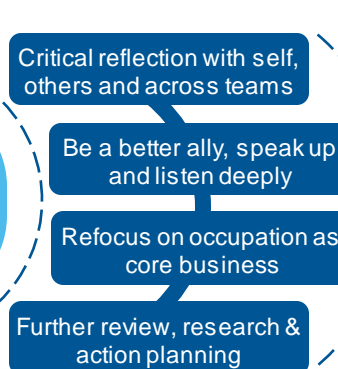 Critical reflection with self,
others and across teams
Be a better ally, speak up
and listen deeply
Refocus on occupation as
core business
Further review, research &
action planning